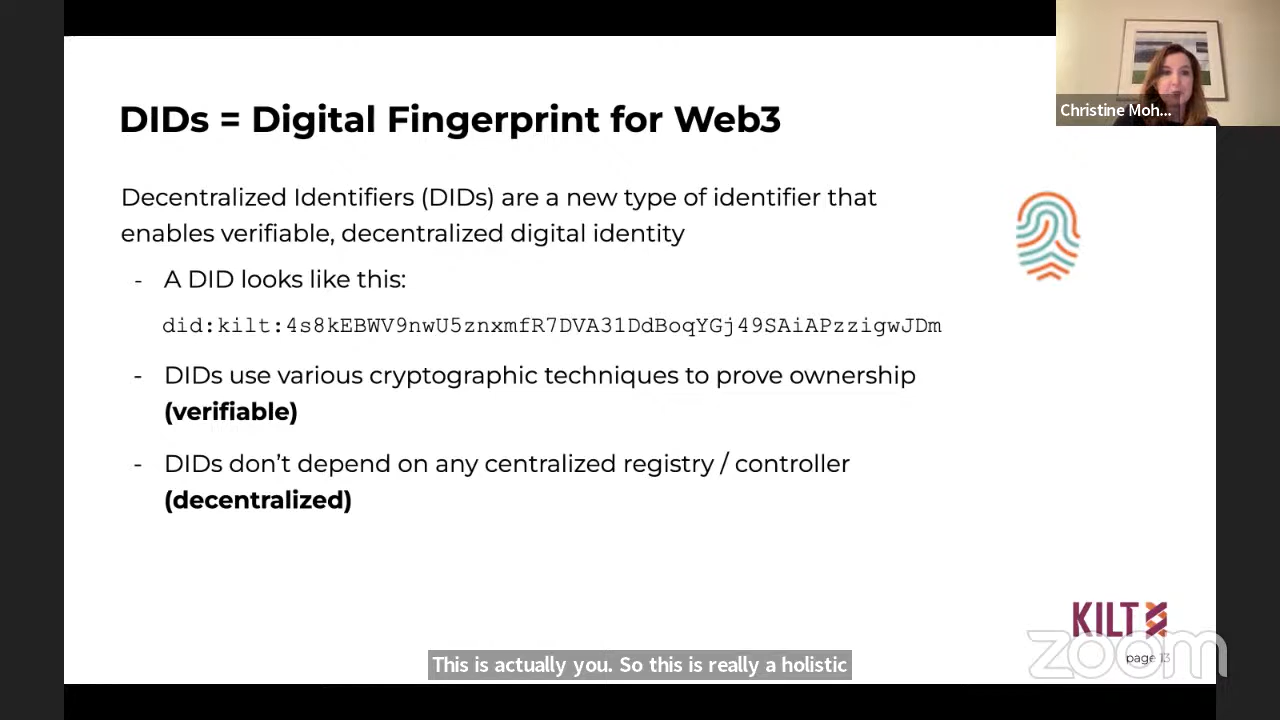 DIDs = Digital Fingerprint for Web3
Christine Moh...
Decentralized Identifiers (DIDs) are a new type of identifier that
enables verifiable, decentralized digital identity
- A DID looks like this:
did:kilt:4s8kEBWV9nwU5znxmfR7DVA31DdBoqYGj49SAiAPzzigwJDm
- DIDs use various cryptographic techniques to prove ownership
(verifiable)
- DIDs don’t depend on any centralized registry / controller
(decentralized)
KILT
zoom
page 13
This is actually you. So this is really a holistic